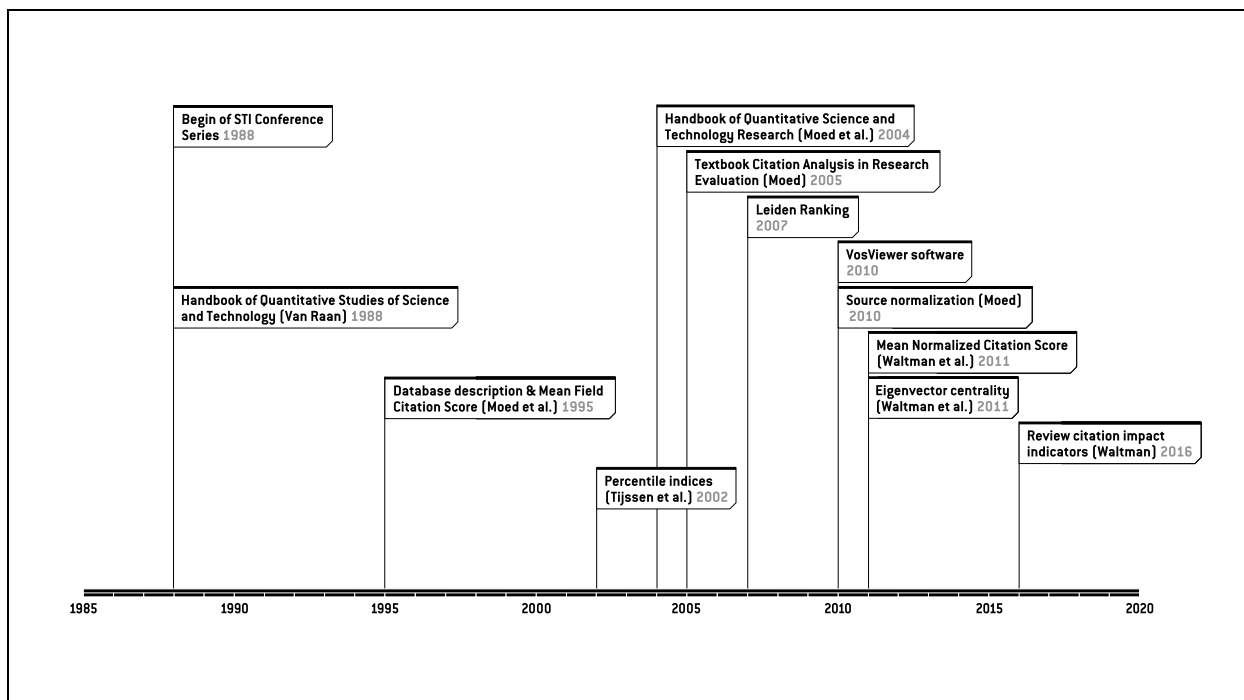 Begin of STI Conference
Series 1988
Handbook of Quantitative Science and
Technology Research (Moed et al.) 2004
Textbook Citation Analysis in Research
Evaluation (Moed) 2005
Leiden Ranking
2007
VosViewer software
2010
Handbook of Quantitative Studies of Science
and Technology (Van Raan) 1988
Source normalization (Moed)
2010
Mean Normalized Citation Score
(Waltman et al.) 2011
Database description & Mean Field
Citation Score (Moed et al.) 1995
Eigenvector centrality
(Waltman et al.) 2011
Review citation impact
indicators (Waltman) 2016
Percentile indices
(Tijssen et al.) 2002
1985 1990 1995 2000 2005 2010 2015 2020